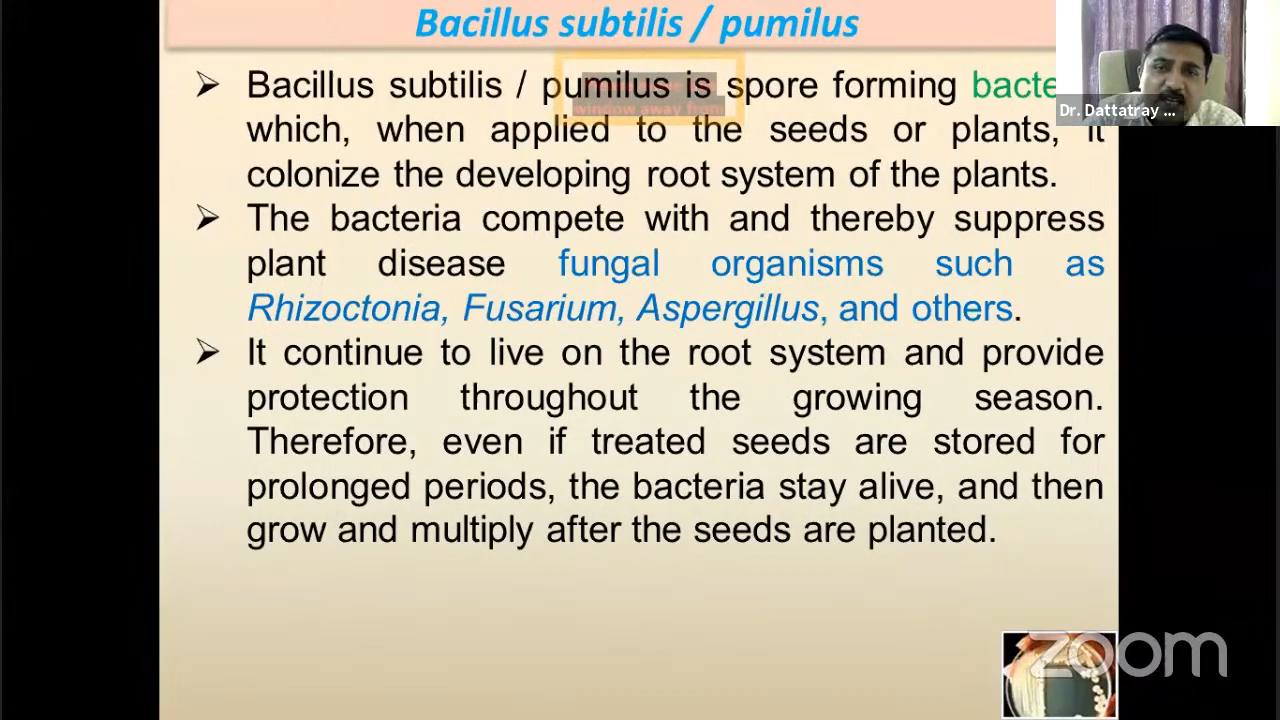 Bacillus subtilis / pumilus
➢ Bacillus subtilis / pumilus is spore forming
which, when applied to the seeds or plants, it
colonize the developing root system of the plants.
➢ The bacteria compete with and thereby suppress
plant disease fungal organisms such as
Rhizoctonia, Fusarium, Aspergillus, and others.
➢ It continue to live on the root system and provide
protection throughout the growing season.
Therefore, even if treated seeds are stored for
prolonged periods, the bacteria stay alive, and then
grow and multiply after the seeds are planted.
window away from
Dr. Dattatray ...
zoom